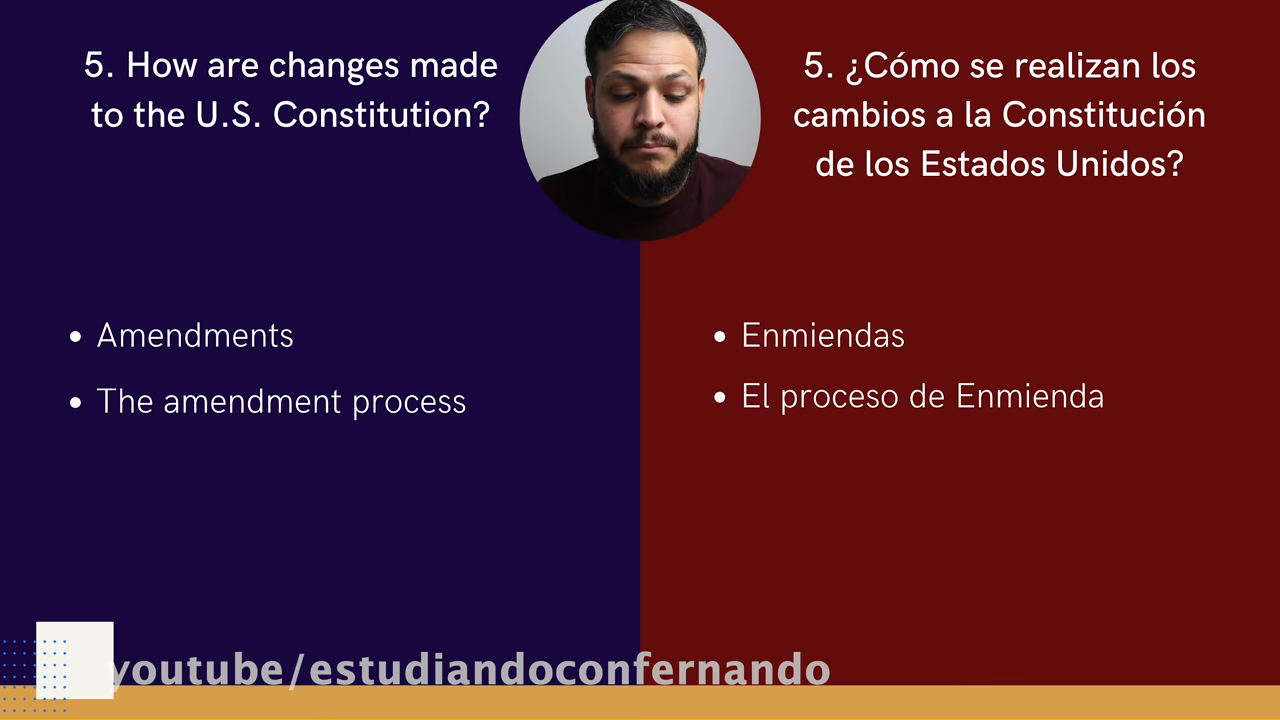 5. How are changes made
to the U.S. Constitution?
• Amendments
• The amendment process
5. ¿Cómo se realizan los
cambios a la Constitución
de los Estados Unidos?
• Enmiendas
• El proceso de Enmienda
youtube/estudiandoconfernando